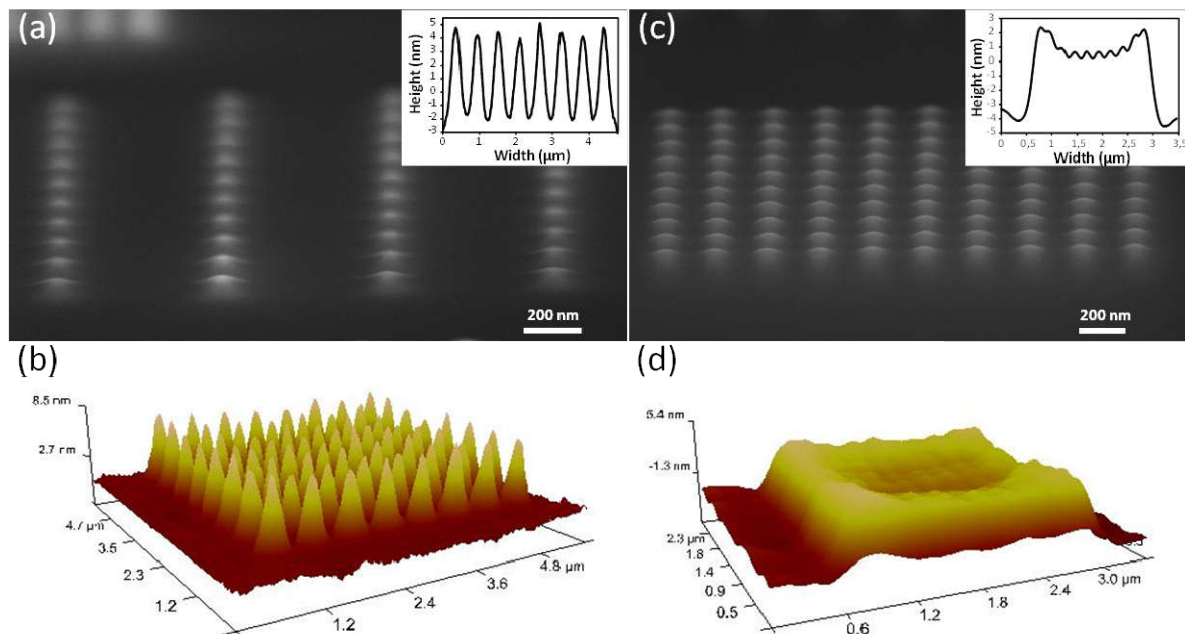 (a)
Height (nm)
5
4
3
2
1
0
-1
-2
-3
0 1 2 3 4
Width (µm)
200 nm
(c)
Height (nm)
3
2
1
0
-1
-2
-3
-4
-5
0 0,5 1 1,5 2 2,5 3 3,5
Width (µm)
200 nm
(b)
8.5 nm
2.7 nm
4.7 µm
3.5
2.3
1.2
1.2
2.4
3.6
4.8 µm
(d)
6.4 nm
-1.3 nm
2.3 µm
1.8
1.4
0.9
0.5
0.6
1.2
1.8
2.4
3.0 µm